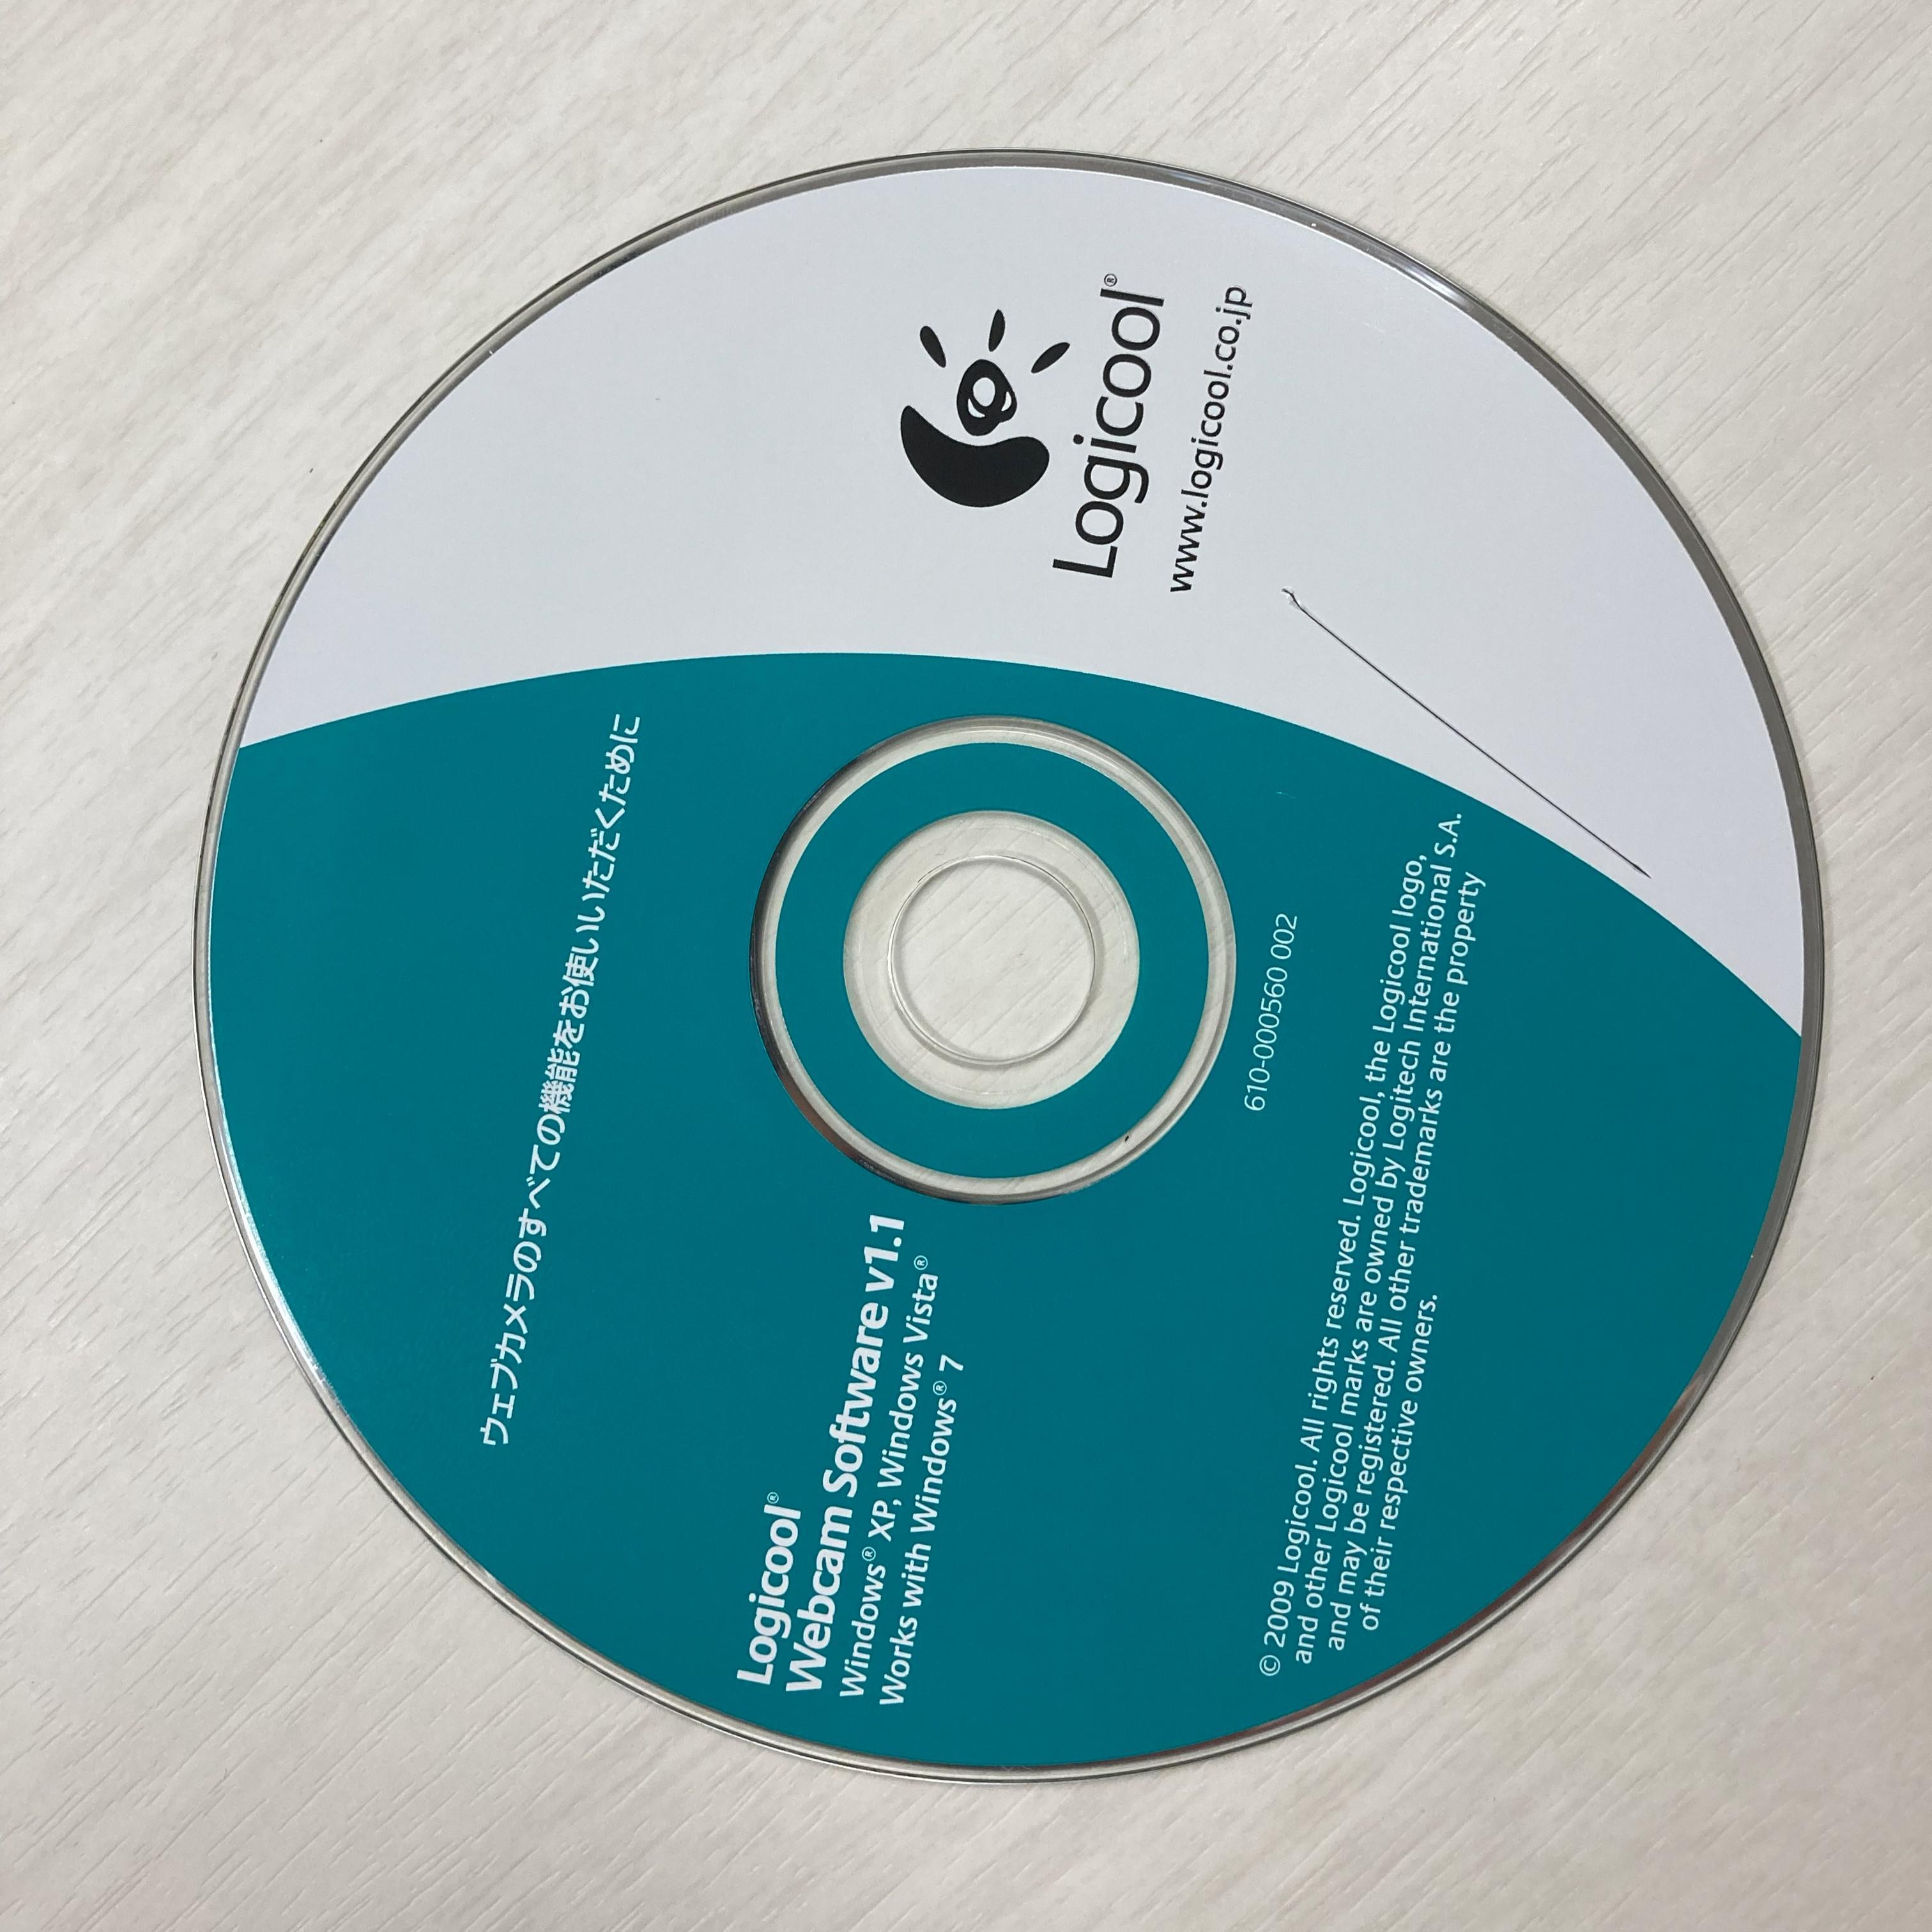 ウェブカメラのすべての機能をお使いいただくために
Logicool®
www.logicool.co.jp
Logicool®
Webcam Software v1.1
Windows® XP, Windows Vista®
Works with Windows® 7
610-000560 002
© 2009 Logicool. All rights reserved. Logicool, the Logicool logo,
and other Logicool marks are owned by Logitech International S.A.
and may be registered. All other trademarks are the property
of their respective owners.